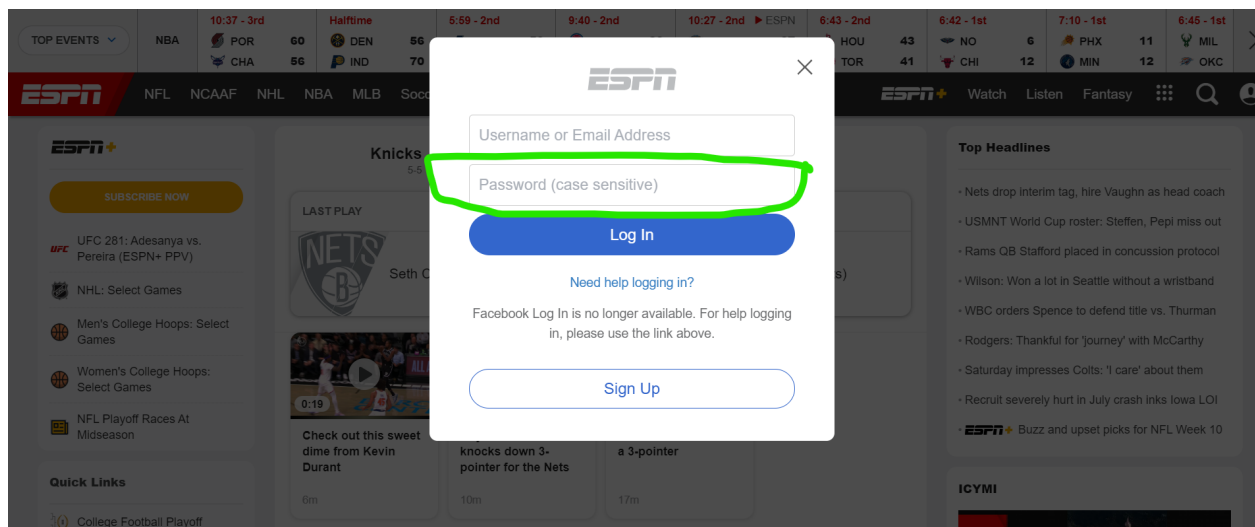 10:37 - 3rd
Halftime
5:59 - 2nd
9:40 - 2nd
10:27 - 2nd ESPN
6:43 - 2nd
6:42 - 1st
7:10 - 1st
6:45 - 1st
TOP EVENTS
NBA
POR 60
DEN 56
HOU 43
NO 6
PHX 11
MIL
CHA 56
IND 70
TOR 41
CHI 12
MIN 12
OKC
ESPN
NFL NCAAF NHL NBA MLB
ESPN+ Watch Listen Fantasy
ESPN
Username or Email Address
Password (case sensitive)
Log In
Need help logging in?
Facebook Log In is no longer available. For help logging
in, please use the link above.
Sign Up
ESPN+
SUBSCRIBE NOW
UFC
UFC 281: Adesanya vs.
Pereira (ESPN+ PPV)
NHL: Select Games
Men's College Hoops: Select
Games
Women's College Hoops:
Select Games
NFL Playoff Races At
Midseason
Quick Links
College Football Playoff
Knicks
5-5
LAST PLAY
NETS
B
Seth
s)
0:19
Check out this sweet
dime from Kevin
Durant
6m
knocks down 3-
pointer for the Nets
10m
a 3-pointer
17m
Top Headlines
Nets drop interim tag, hire Vaughn as head coach
USMNT World Cup roster: Steffen, Pepi miss out
Rams QB Stafford placed in concussion protocol
Wilson: Won a lot in Seattle without a wristband
WBC orders Spence to defend title vs. Thurman
Rodgers: Thankful for 'journey' with McCarthy
Saturday impresses Colts: 'I care' about them
Recruit severely hurt in July crash inks Iowa LOI
ESPN+ Buzz and upset picks for NFL Week 10
ICYMI